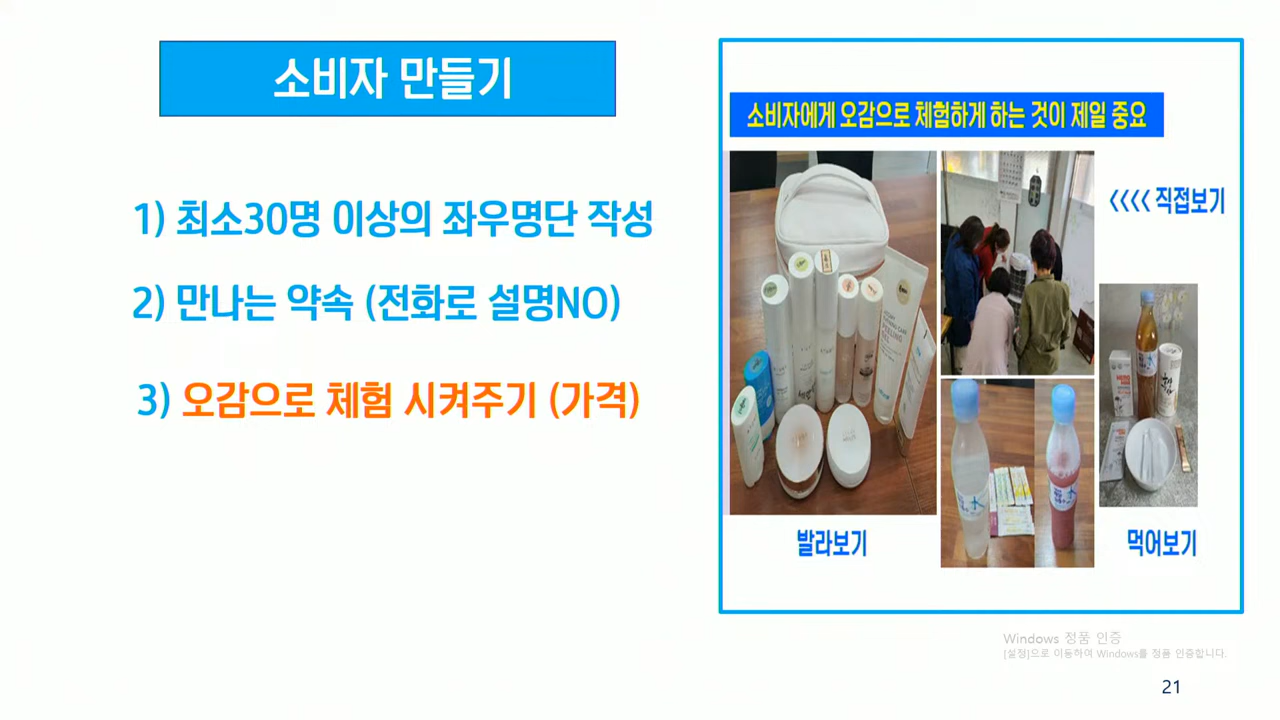 소비자 만들기
1) 최소30명 이상의 좌우명단 작성
2) 만나는 약속 (전화로 설명NO)
3) 오감으로 체험 시켜주기 (가격)
소비자에게 오감으로 체험하게 하는 것이 제일 중요
<<<< 직접보기
PEELING
GEL
발라보기
먹어보기
Windows 정품 인증
[설정]으로 이동하여 Windows를 정품 인증합니다.
21